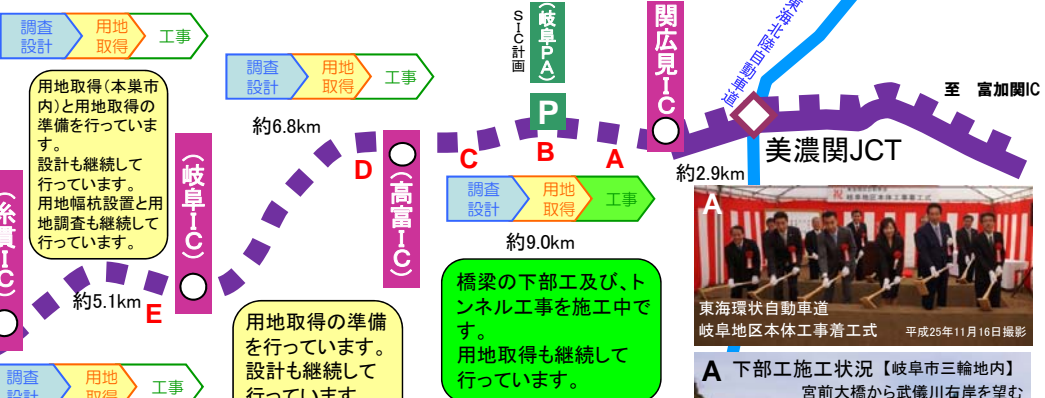 調査
設計
用地
取得
工事
用地取得(本巣市
内)と用地取得の
準備を行っていま
す。
設計も継続して
行っています。
用地幅杭設置と用
地調査も継続して
行っています。
調査
設計
用地
取得
工事
約6.8km
SIC計画
(岐阜PA)
P
関広見IC
東海北陸自動車道
至 富加関IC
美濃関JCT
約2.9km
D
(高富IC)
C
B
A
調査
設計
用地
取得
工事
約9.0km
橋梁の下部工及び、ト
ンネル工事を施工中で
す。
用地取得も継続して
行っています。
(岐阜IC)
(糸貫IC)
約5.1km
E
用地取得の準備
を行っています。
設計も継続して
行っています
調査
設計
用地
取得
工事
A
東海環状自動車道
岐阜地区本体工事着工式 平成25年11月16日撮影
A 下部工施工状況【岐阜市三輪地内】
宮前大橋から武儀川右岸を望む